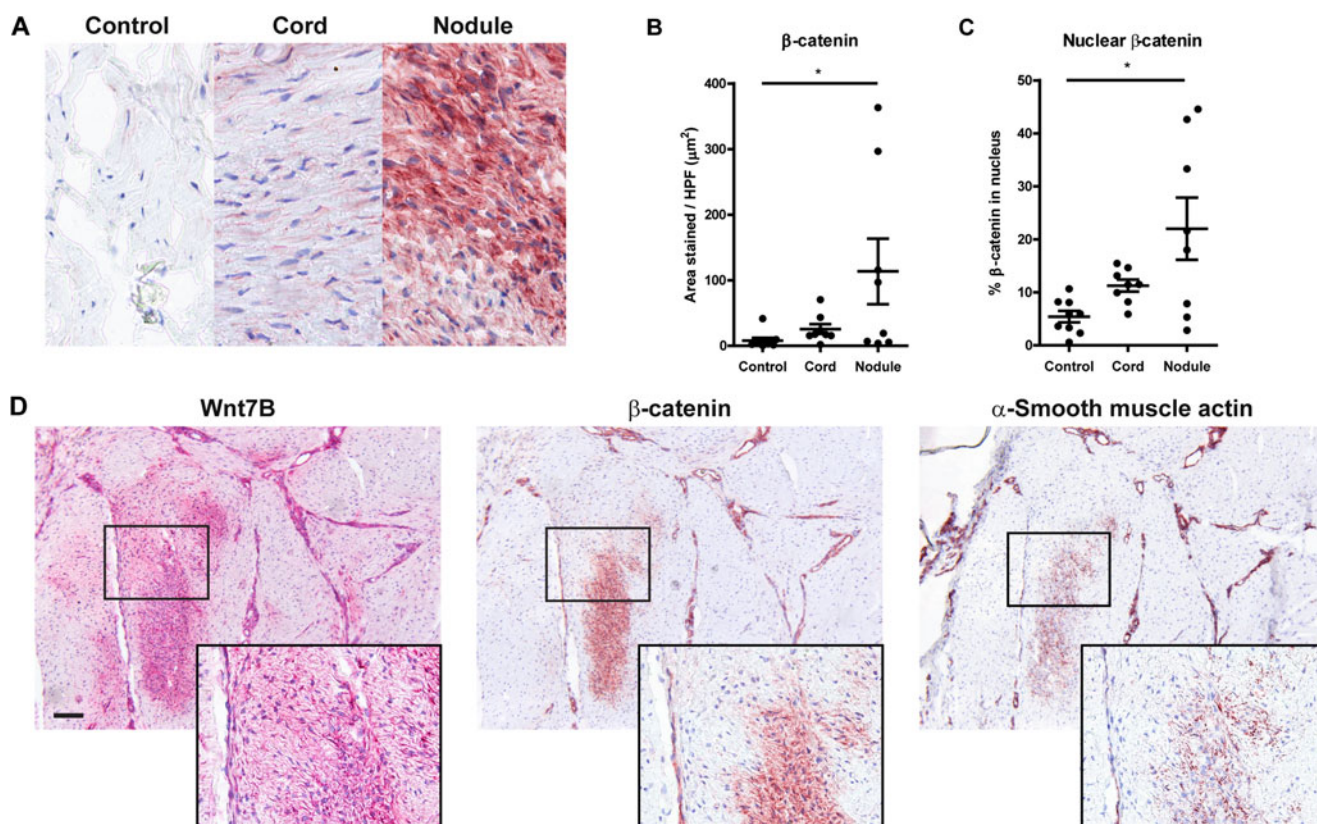 A
Control
Cord
Nodule
B
β-catenin
*
Area stained / HPF (μm²)
400
300
200
100
0
Control
Cord
Nodule
C
Nuclear β-catenin
*
% β-catenin in nucleus
50
40
30
20
10
0
Control
Cord
Nodule
D
Wnt7B
β-catenin
α-Smooth muscle actin